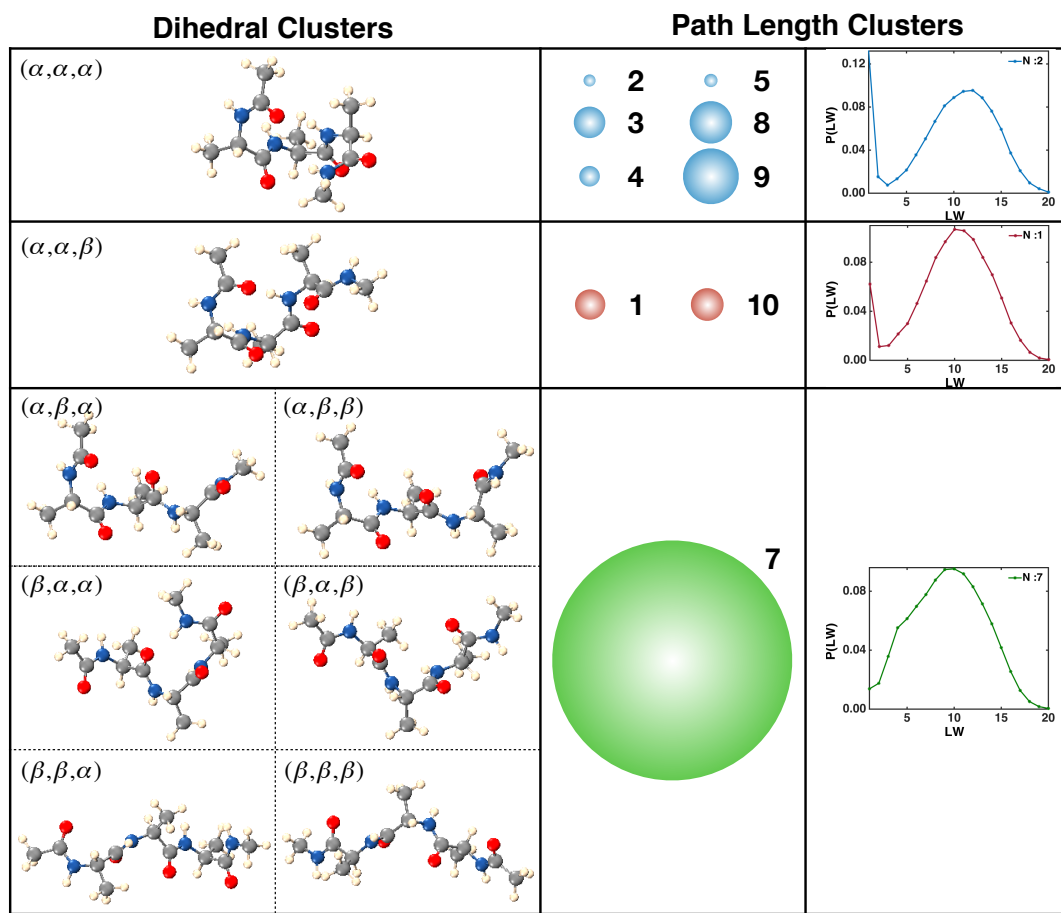 Dihedral Clusters
Path Length Clusters
(α,α,α)
2
5
3
8
4
9
N :2
P(LW)
0.12
0.08
0.04
0.00
5
10
15
20
LW
(α,α,β)
1
10
N :1
P(LW)
0.08
0.04
0.00
5
10
15
20
LW
(α,β,α)
(α,β,β)
(β,α,α)
(β,α,β)
(β,β,α)
(β,β,β)
7
N :7
P(LW)
0.08
0.04
0.00
5
10
15
20
LW